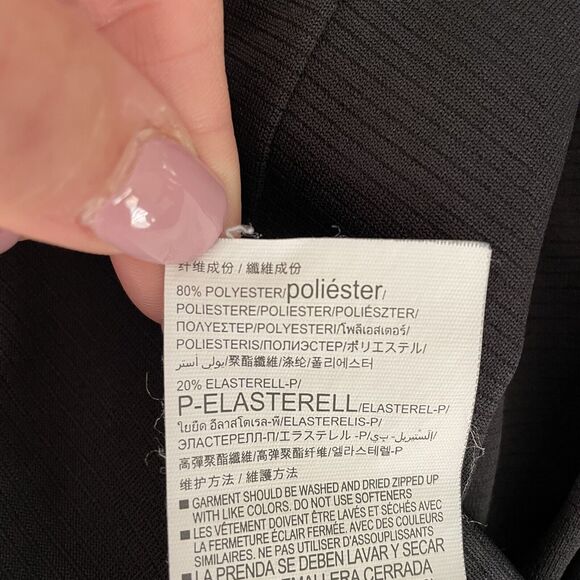 纤维成份 / 纖維成份
80% POLYESTER/poliéster/
POLIESTERE/POLIESTER/POLIÉSZTER/
ΠΟΛΥΕΣΤΕΡ/POLYESTERI/โพลีเอสเตอร์/
POLIESTERIS/ПОЛИЭСТЕР/ポリエステル/
بولي أستر/聚酯纖維/涤纶/폴리에스터
20% ELASTERELL-P/
P-ELASTERELL/ELASTEREL-P/
ใยยืด อีลาสโตเรล-พี/ELASTERELIS-P/
ЭЛАСТЕРЕЛЛ-П/エラステレル -P/
高彈聚酯纖維/高弹聚酯纤维/엘라스테렐-P
维护方法 / 維護方法
■ GARMENT SHOULD BE WASHED AND DRIED ZIPPED UP
WITH LIKE COLORS. DO NOT USE SOFTENERS
■ LES VÊTEMENT DOIVENT ÊTRE LAVÉS ET SÉCHÉS AVEC
LA FERMETURE ÉCLAIR FERMÉE. AVEC DES COULEURS
SIMILAIRES. NE PAS UTILISER D'ASSOUPLISSANTS
■ LA PRENDA SE DEBEN LAVAR Y SECAR
CREMALLERA CERRADA